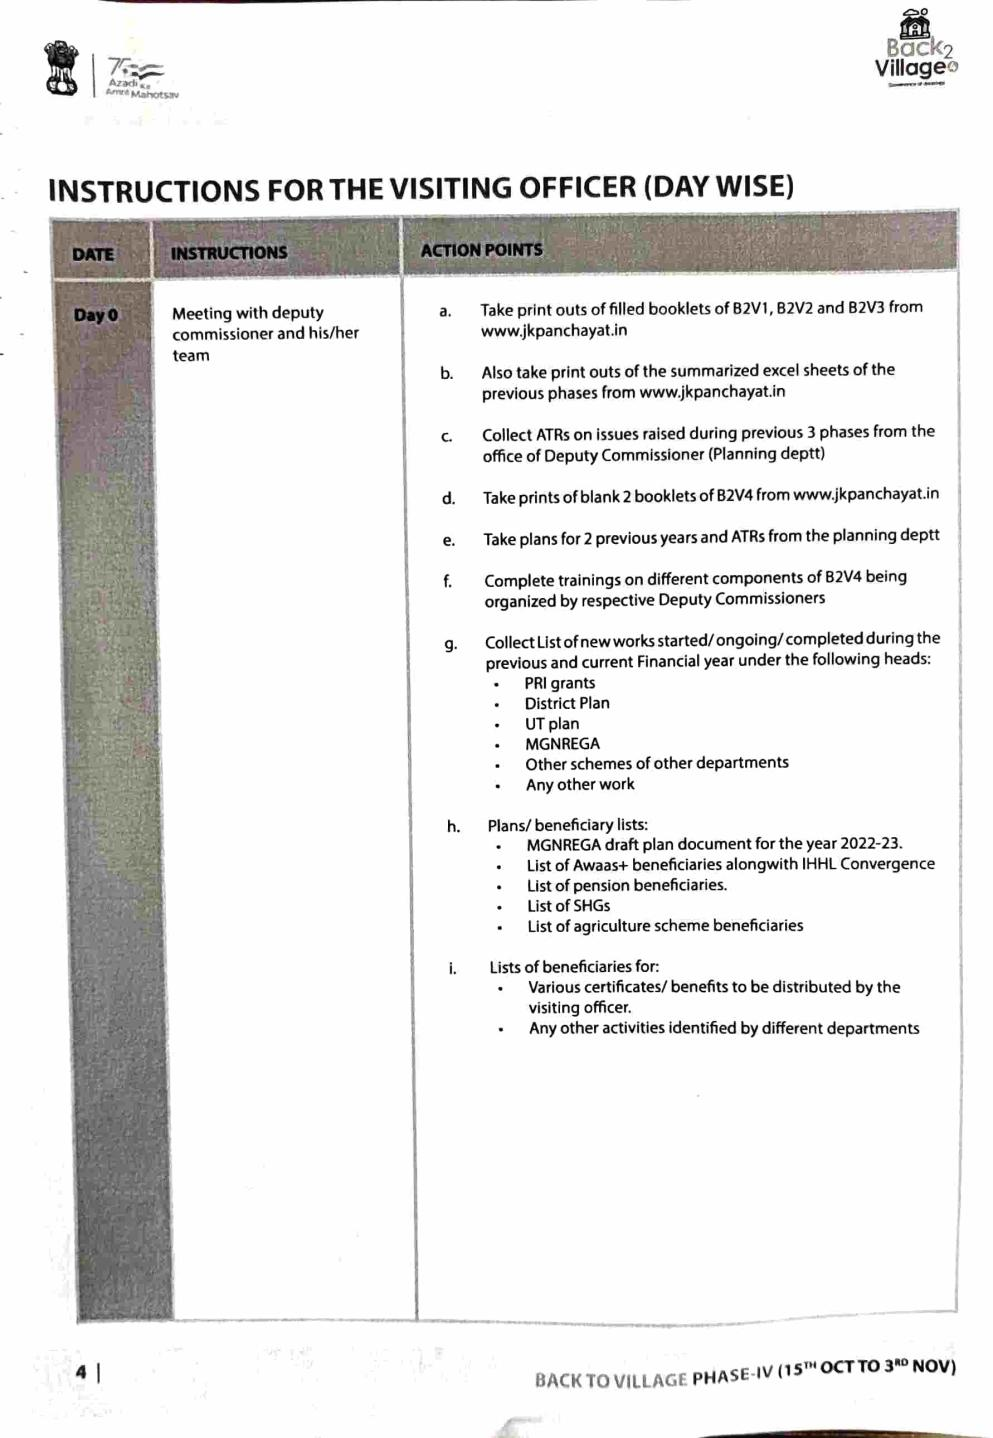 75
Azadi Ka
Amrit Mahotsav
Back2
Village4
INSTRUCTIONS FOR THE VISITING OFFICER (DAY WISE)
DATE
INSTRUCTIONS
ACTION POINTS
Day 0
Meeting with deputy
commissioner and his/her
team
a. Take print outs of filled booklets of B2V1, B2V2 and B2V3 from
www.jkpanchayat.in
b. Also take print outs of the summarized excel sheets of the
previous phases from www.jkpanchayat.in
c. Collect ATRs on issues raised during previous 3 phases from the
office of Deputy Commissioner (Planning deptt)
d. Take prints of blank 2 booklets of B2V4 from www.jkpanchayat.in
e. Take plans for 2 previous years and ATRs from the planning deptt
f. Complete trainings on different components of B2V4 being
organized by respective Deputy Commissioners
g. Collect List of new works started/ ongoing/ completed during the
previous and current Financial year under the following heads:
• PRI grants
• District Plan
• UT plan
• MGNREGA
• Other schemes of other departments
• Any other work
h. Plans/ beneficiary lists:
• MGNREGA draft plan document for the year 2022-23.
• List of Awaas+ beneficiaries alongwith IHHL Convergence
• List of pension beneficiaries.
• List of SHGs
• List of agriculture scheme beneficiaries
i. Lists of beneficiaries for:
• Various certificates/ benefits to be distributed by the
visiting officer.
• Any other activities identified by different departments
4 |
BACK TO VILLAGE PHASE-IV (15TH OCT TO 3RD NOV)